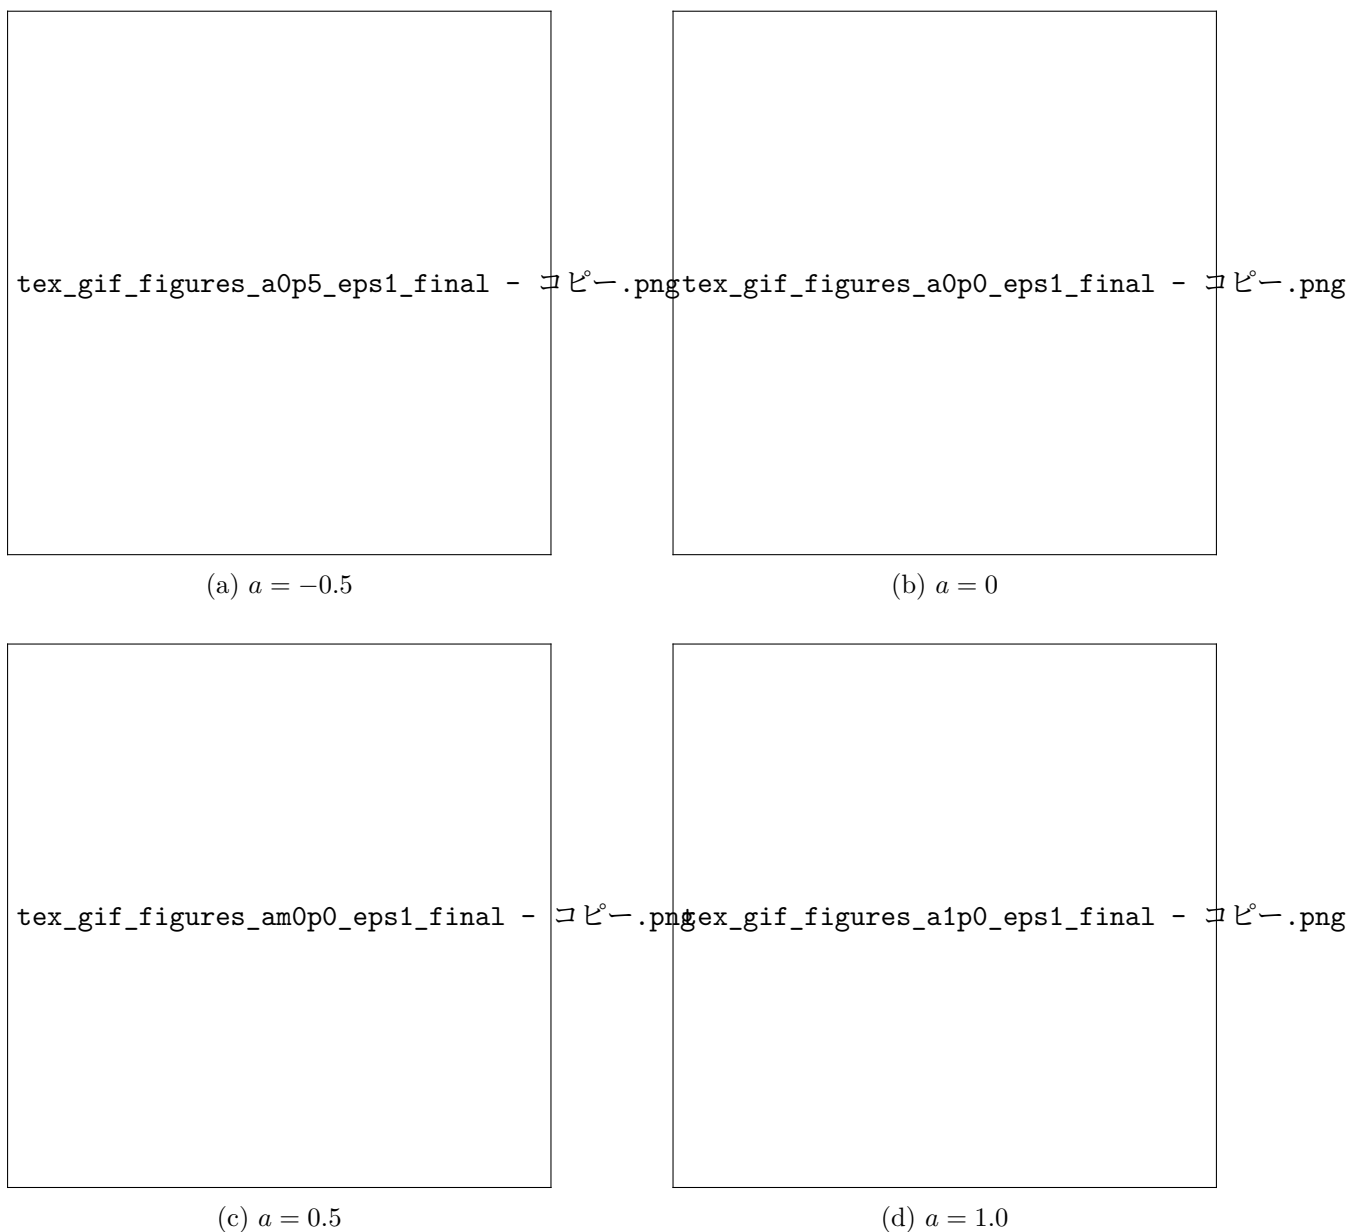 tex_gif_figures_a0p5_eps1_final - コピー.png
tex_gif_figures_a0p0_eps1_final - コピー.png
(a) a = −0.5
(b) a = 0
tex_gif_figures_am0p0_eps1_final - コピー.png
tex_gif_figures_a1p0_eps1_final - コピー.png
(c) a = 0.5
(d) a = 1.0